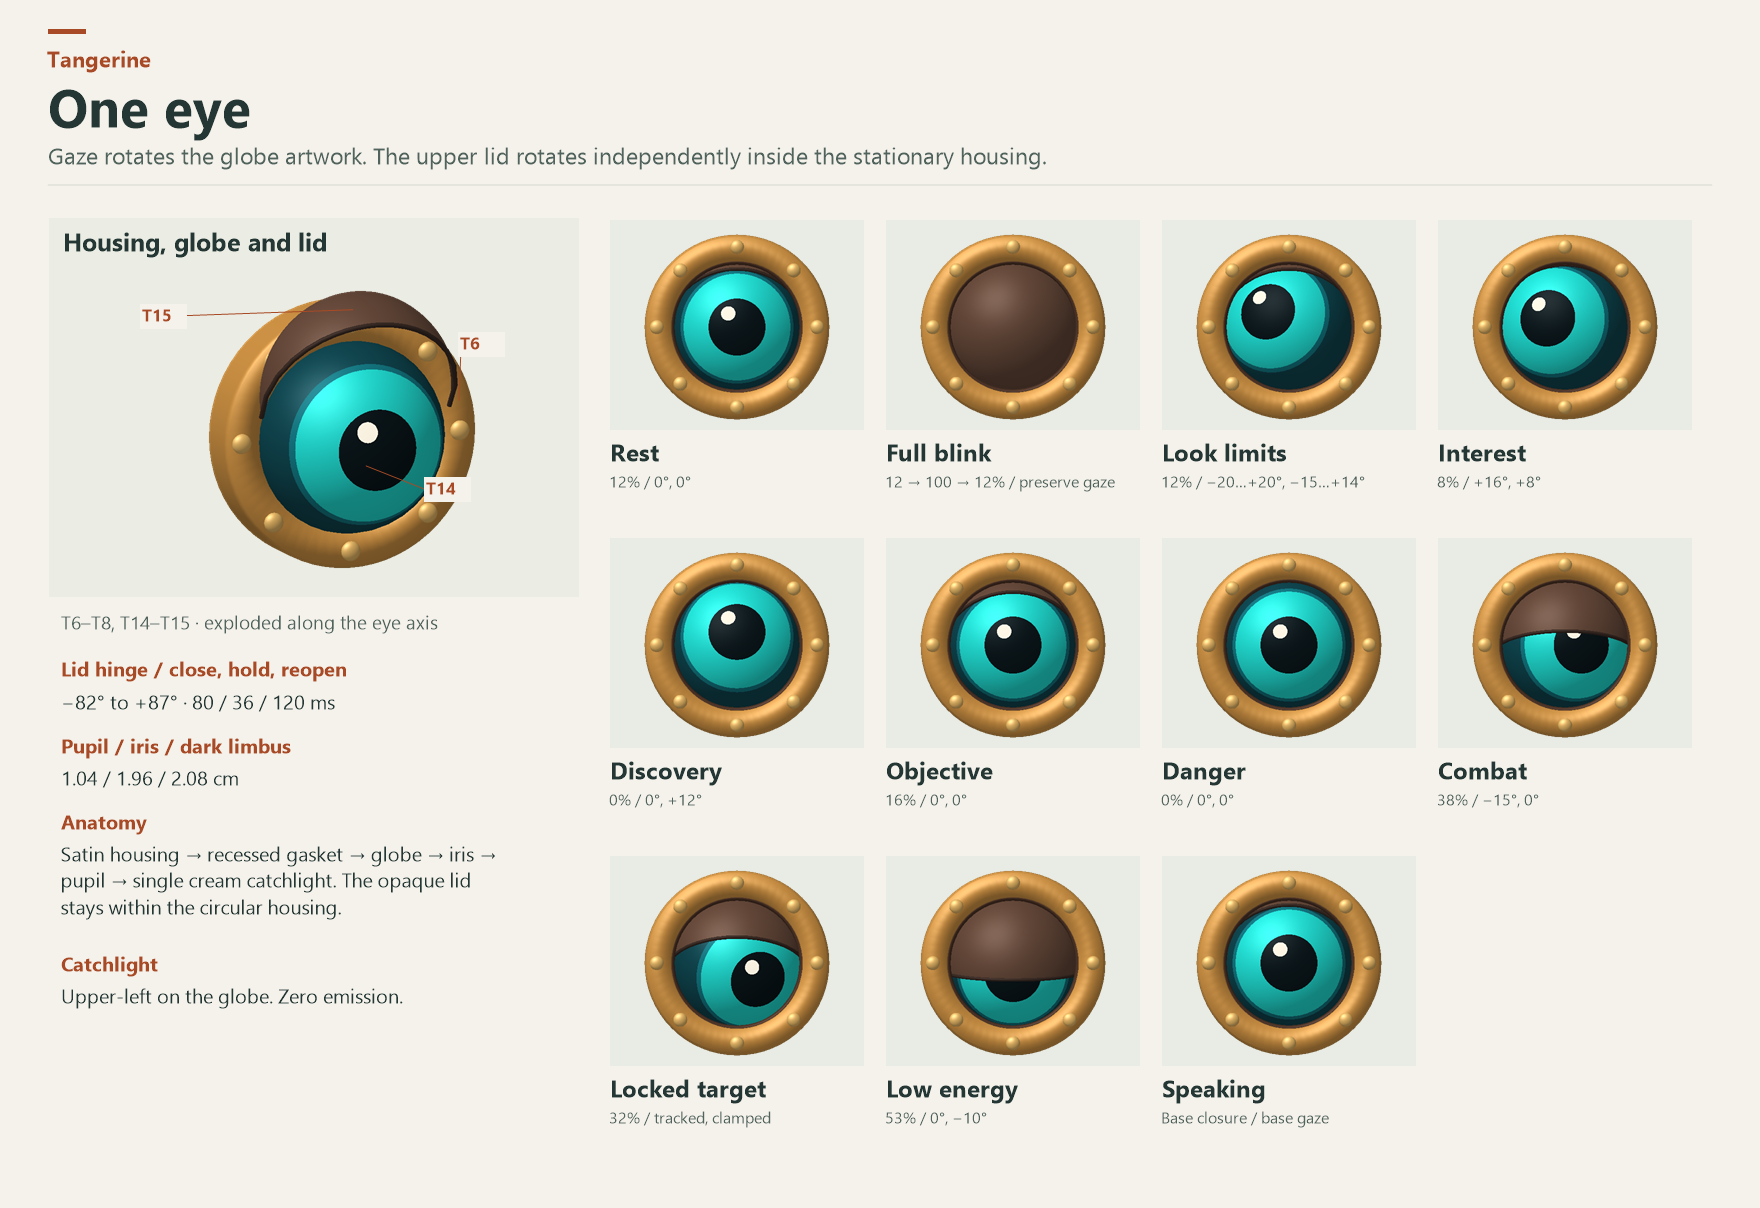 Tangerine
One eye
Gaze rotates the globe artwork. The upper lid rotates independently inside the stationary housing.
Housing, globe and lid
T15
T6
T14
T6–T8, T14–T15 · exploded along the eye axis
Lid hinge / close, hold, reopen
−82° to +87° · 80 / 36 / 120 ms
Pupil / iris / dark limbus
1.04 / 1.96 / 2.08 cm
Anatomy
Satin housing → recessed gasket → globe → iris →
pupil → single cream catchlight. The opaque lid
stays within the circular housing.
Catchlight
Upper-left on the globe. Zero emission.
Rest
12% / 0°, 0°
Full blink
12 → 100 → 12% / preserve gaze
Look limits
12% / −20…+20°, −15…+14°
Interest
8% / +16°, +8°
Discovery
0% / 0°, +12°
Objective
16% / 0°, 0°
Danger
0% / 0°, 0°
Combat
38% / −15°, 0°
Locked target
32% / tracked, clamped
Low energy
53% / 0°, −10°
Speaking
Base closure / base gaze